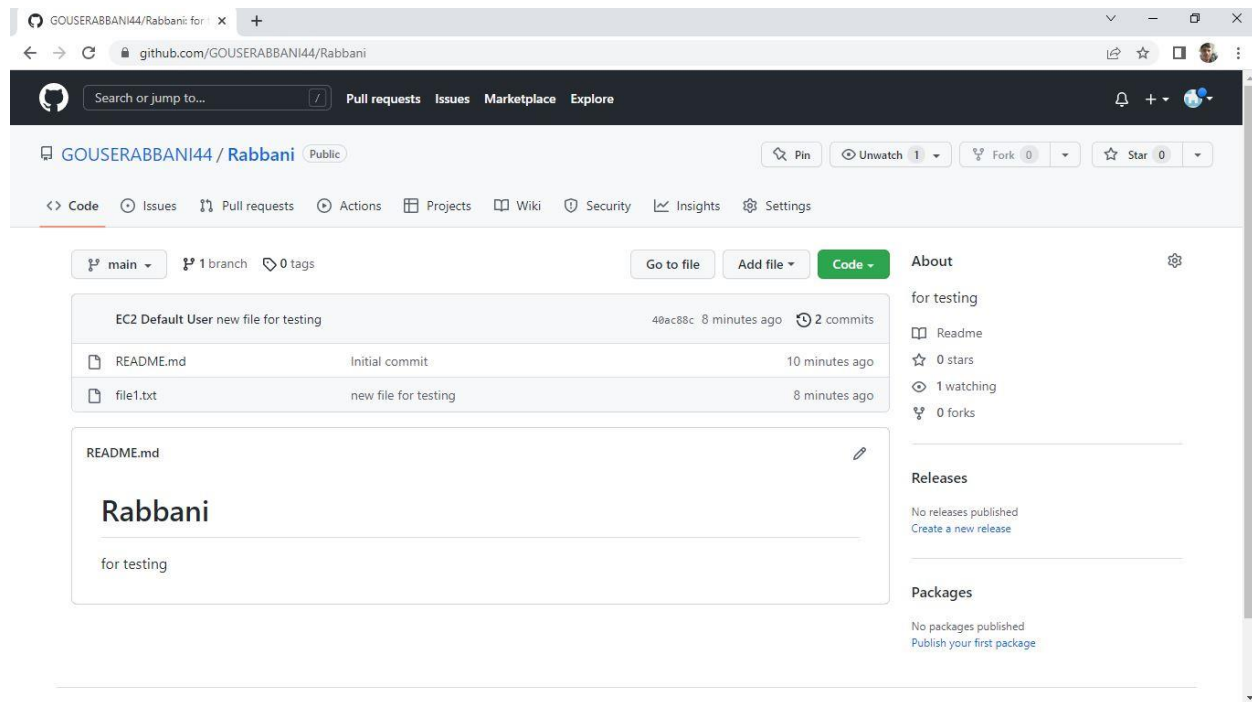 GOUSERABBANI44/Rabbani: for
github.com/GOUSERABBANI44/Rabbani
Search or jump to... / Pull requests Issues Marketplace Explore
GOUSERABBANI44 / Rabbani Public Pin Unwatch 1 Fork 0 Star 0
<> Code Issues Pull requests Actions Projects Wiki Security Insights Settings
main 1 branch 0 tags Go to file Add file Code
EC2 Default User new file for testing 40ac88c 8 minutes ago 2 commits
README.md Initial commit 10 minutes ago
file1.txt new file for testing 8 minutes ago
README.md
Rabbani
for testing
About
for testing
Readme
0 stars
1 watching
0 forks
Releases
No releases published
Create a new release
Packages
No packages published
Publish your first package